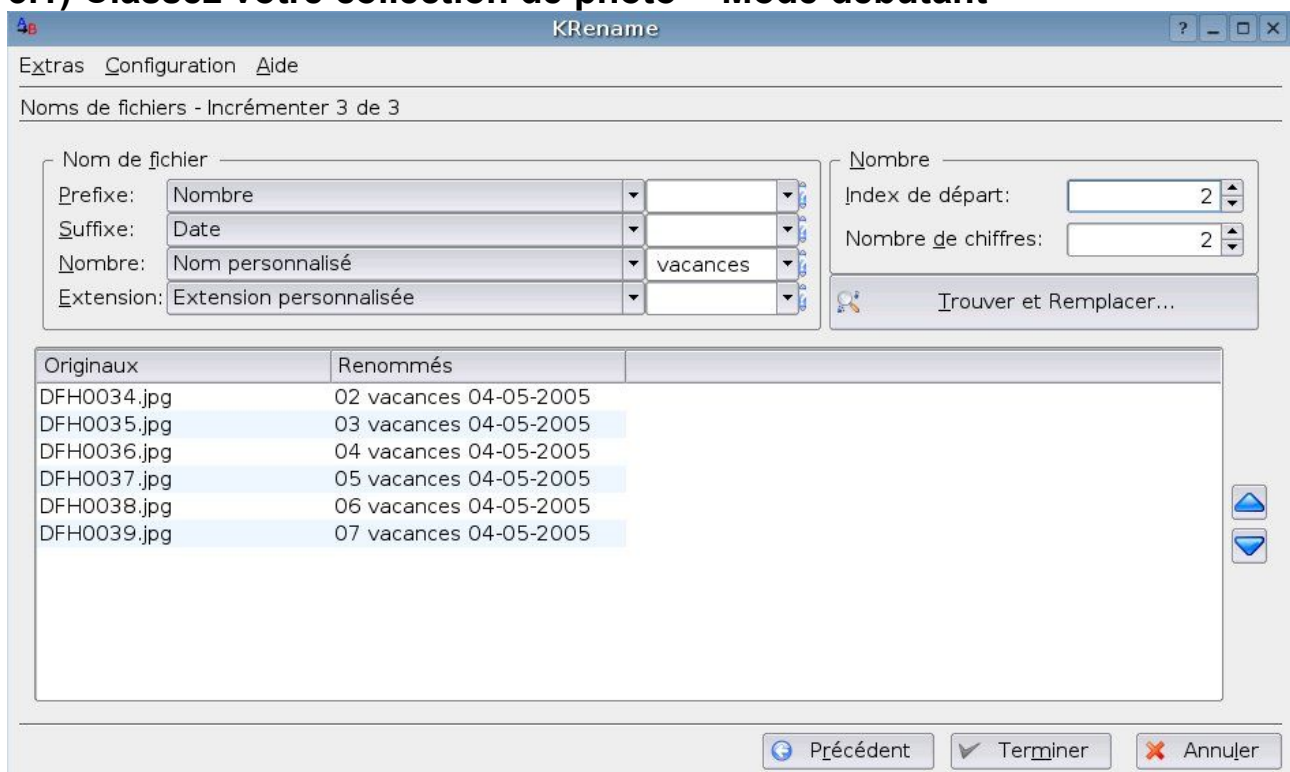 KRename
Extras Configuration Aide
Noms de fichiers - Incrémenter 3 de 3
Nom de fichier
Prefixe: Nombre
Suffixe: Date
Nombre: Nom personnalisé vacances
Extension: Extension personnalisée
Nombre
Index de départ: 2
Nombre de chiffres: 2
Trouver et Remplacer...
Originaux Renommés
DFH0034.jpg 02 vacances 04-05-2005
DFH0035.jpg 03 vacances 04-05-2005
DFH0036.jpg 04 vacances 04-05-2005
DFH0037.jpg 05 vacances 04-05-2005
DFH0038.jpg 06 vacances 04-05-2005
DFH0039.jpg 07 vacances 04-05-2005
Précédent Terminer Annuler